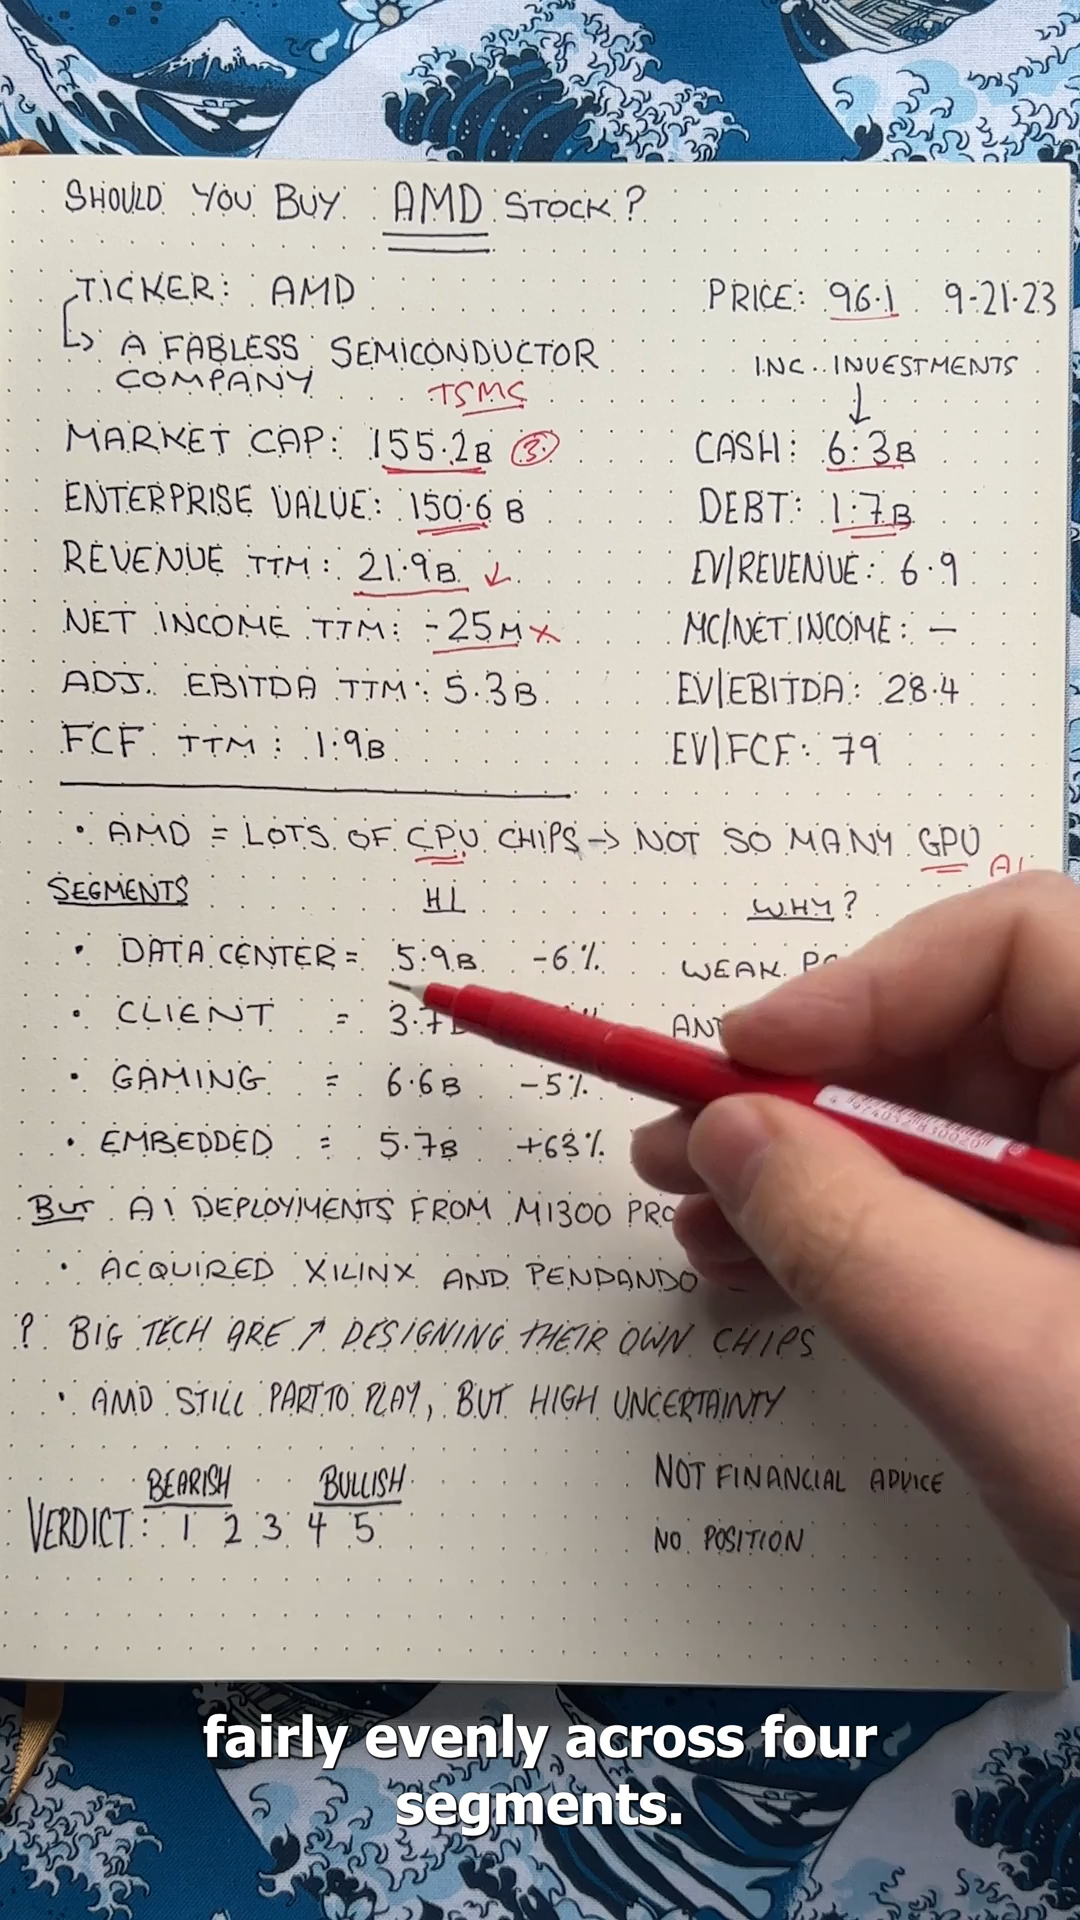 SHOULD YOU BUY AMD STOCK?
TICKER: AMD
PRICE: 96.1 9-21-23
↳ A FABLESS SEMICONDUCTOR
COMPANY
TSMC
INC. INVESTMENTS
↓
MARKET CAP: 155.2B ③
CASH: 6.3B
ENTERPRISE VALUE: 150.6 B
DEBT: 1.7B
REVENUE TTM: 21.9B ↙
EV/REVENUE: 6.9
NET INCOME TTM: -25M ×
MC/NET INCOME: —
ADJ. EBITDA TTM: 5.3B
EV/EBITDA: 28.4
FCF TTM: 1.9B
EV/FCF: 79
• AMD = LOTS OF CPU CHIPS → NOT SO MANY GPU
AI
SEGMENTS H1 WHY?
• DATA CENTER = 5.9B -6% WEAK
• CLIENT = 3.7B
• GAMING = 6.6B -5%
• EMBEDDED = 5.7B +63%
BUT AI DEPLOYMENTS FROM MI300
• ACQUIRED XILINX AND PENDANDO
? BIG TECH ARE ↗ DESIGNING THEIR OWN CHIPS
• AMD STILL PART TO PLAY, BUT HIGH UNCERTAINTY
BEARISH BULLISH
VERDICT: 1 2 3 4 5
NOT FINANCIAL ADVICE
NO POSITION
fairly evenly across four
segments.